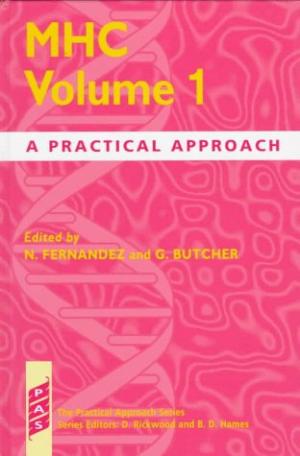 MHC
Volume 1
A PRACTICAL APPROACH
Edited by
N. FERNANDEZ and G. BUTCHER
PAS
The Practical Approach Series
Series Editors: D. Rickwood and B. D. Hames